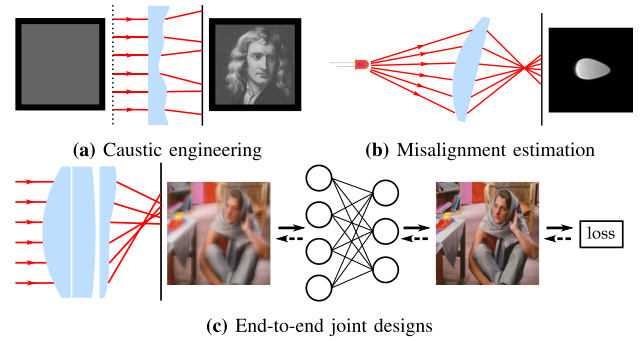 (a) Caustic engineering
(b) Misalignment estimation
loss
(c) End-to-end joint designs